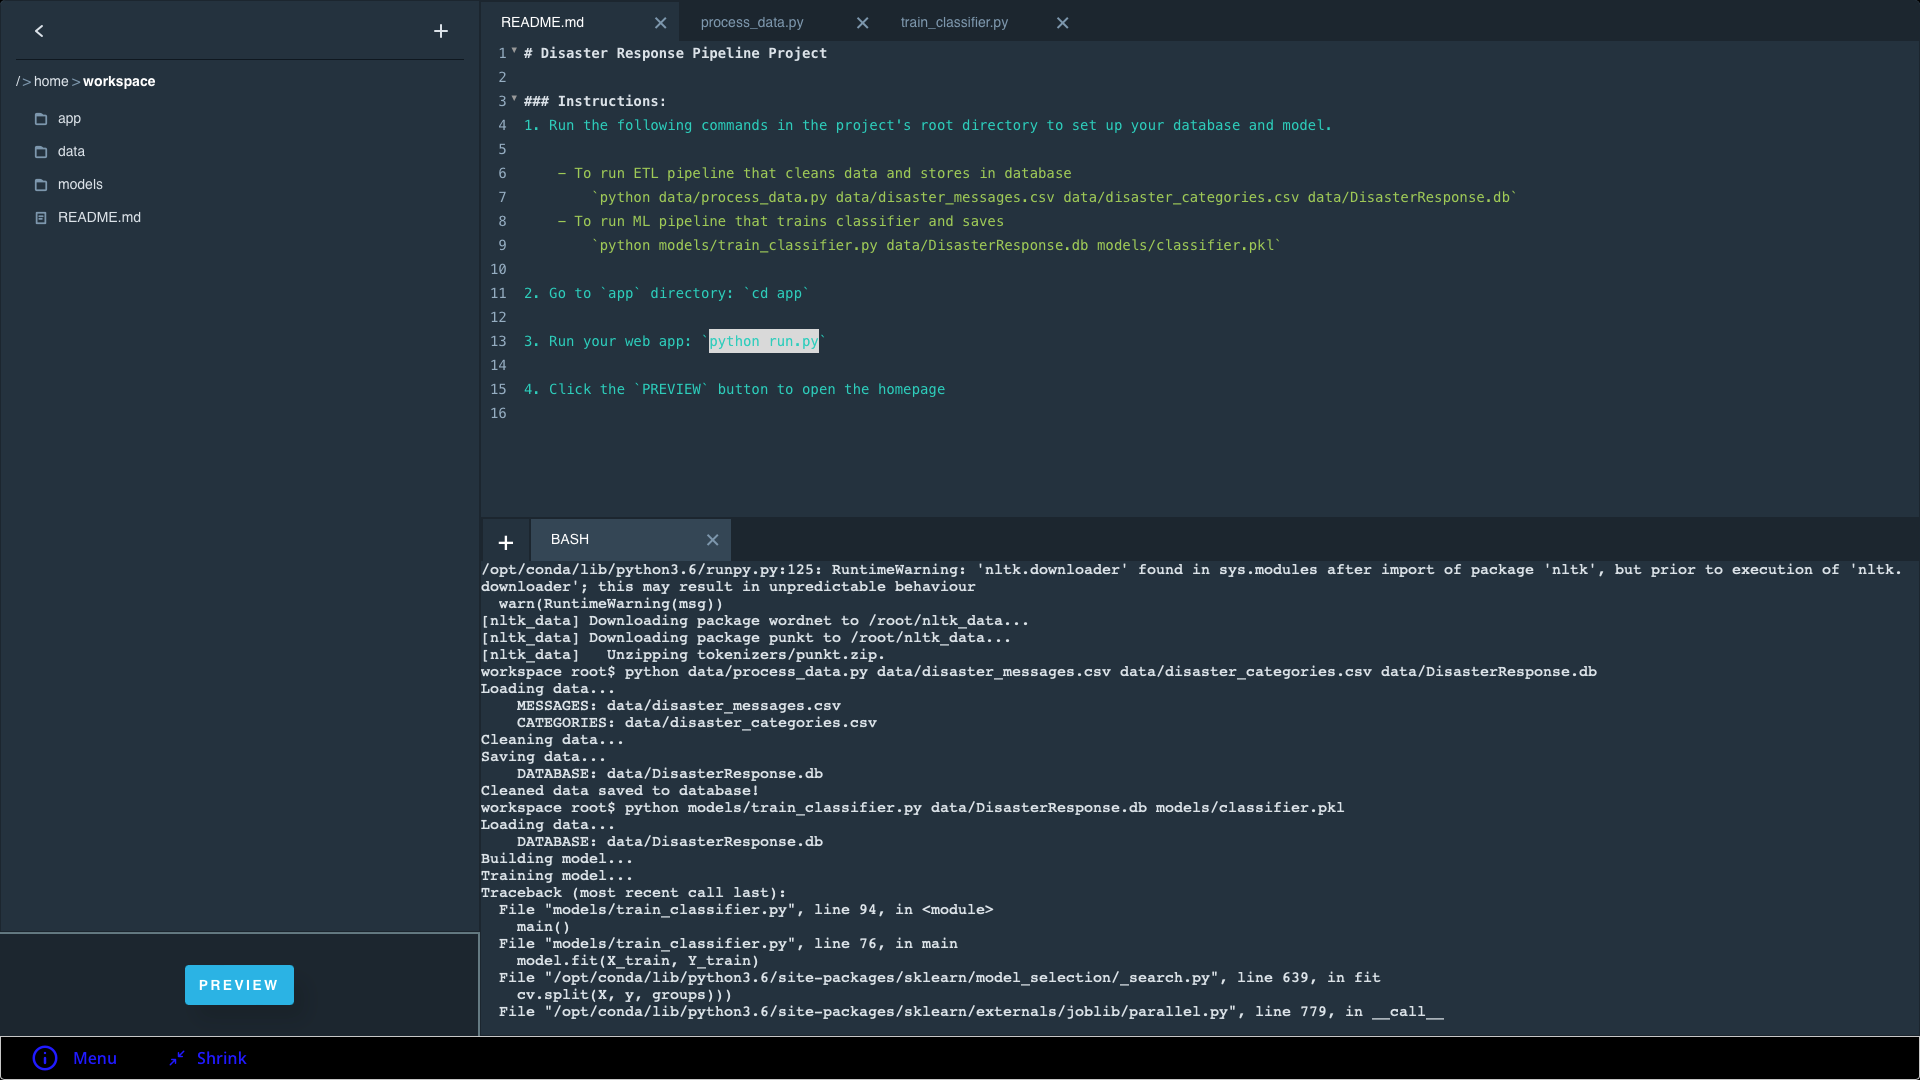 / > home > workspace
app
data
models
README.md
PREVIEW
README.md process_data.py train_classifier.py
1 # Disaster Response Pipeline Project
2
3 ### Instructions:
4 1. Run the following commands in the project's root directory to set up your database and model.
5
6 - To run ETL pipeline that cleans data and stores in database
7 `python data/process_data.py data/disaster_messages.csv data/disaster_categories.csv data/DisasterResponse.db`
8 - To run ML pipeline that trains classifier and saves
9 `python models/train_classifier.py data/DisasterResponse.db models/classifier.pkl`
10
11 2. Go to `app` directory: `cd app`
12
13 3. Run your web app: `python run.py`
14
15 4. Click the `PREVIEW` button to open the homepage
16
BASH
/opt/conda/lib/python3.6/runpy.py:125: RuntimeWarning: 'nltk.downloader' found in sys.modules after import of package 'nltk', but prior to execution of 'nltk.
downloader'; this may result in unpredictable behaviour
warn(RuntimeWarning(msg))
[nltk_data] Downloading package wordnet to /root/nltk_data...
[nltk_data] Downloading package punkt to /root/nltk_data...
[nltk_data]   Unzipping tokenizers/punkt.zip.
workspace root$ python data/process_data.py data/disaster_messages.csv data/disaster_categories.csv data/DisasterResponse.db
Loading data...
MESSAGES: data/disaster_messages.csv
CATEGORIES: data/disaster_categories.csv
Cleaning data...
Saving data...
DATABASE: data/DisasterResponse.db
Cleaned data saved to database!
workspace root$ python models/train_classifier.py data/DisasterResponse.db models/classifier.pkl
Loading data...
DATABASE: data/DisasterResponse.db
Building model...
Training model...
Traceback (most recent call last):
File "models/train_classifier.py", line 94, in <module>
main()
File "models/train_classifier.py", line 76, in main
model.fit(X_train, Y_train)
File "/opt/conda/lib/python3.6/site-packages/sklearn/model_selection/_search.py", line 639, in fit
cv.split(X, y, groups)))
File "/opt/conda/lib/python3.6/site-packages/sklearn/externals/joblib/parallel.py", line 779, in __call__
Menu Shrink